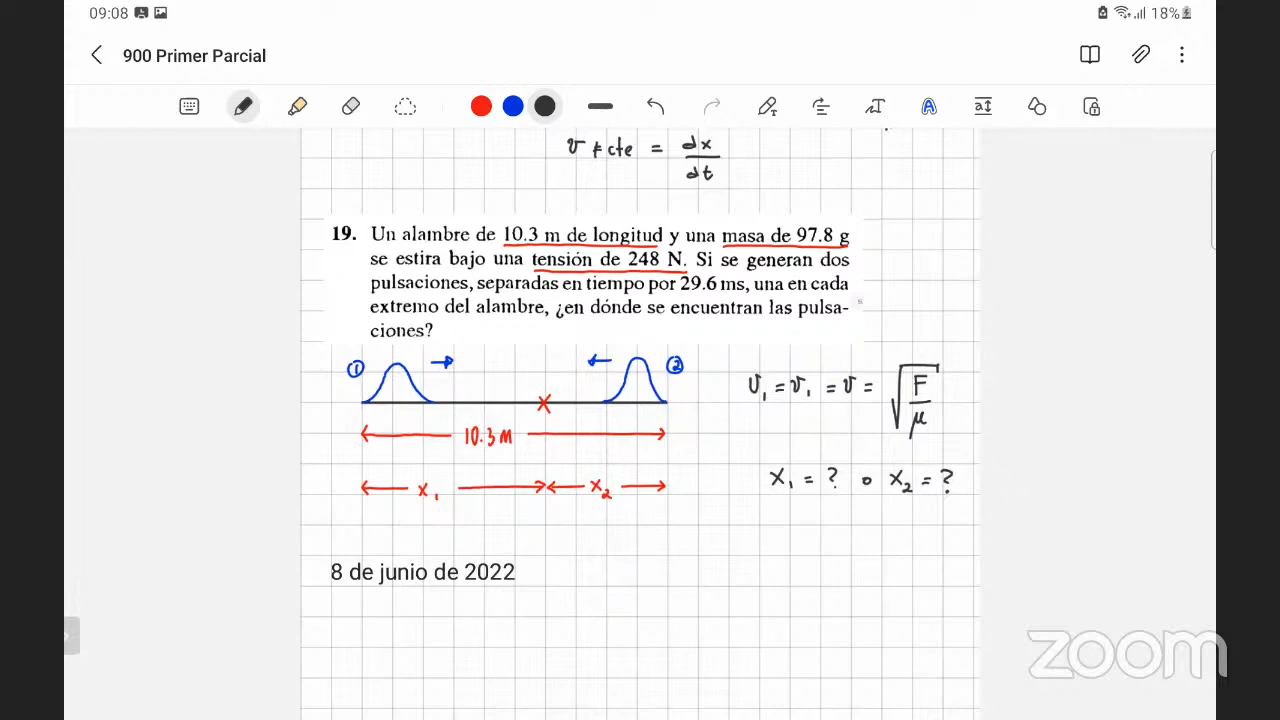 09:08
18%
900 Primer Parcial
v ≠ cte = dx/dt
19. Un alambre de 10.3 m de longitud y una masa de 97.8 g
se estira bajo una tensión de 248 N. Si se generan dos
pulsaciones, separadas en tiempo por 29.6 ms, una en cada
extremo del alambre, ¿en dónde se encuentran las pulsa-
ciones?
① ②
v₁ = v₁ = v = √(F/μ)
10.3 m
x₁ = ? o x₂ = ?
x₁ x₂
8 de junio de 2022
zoom